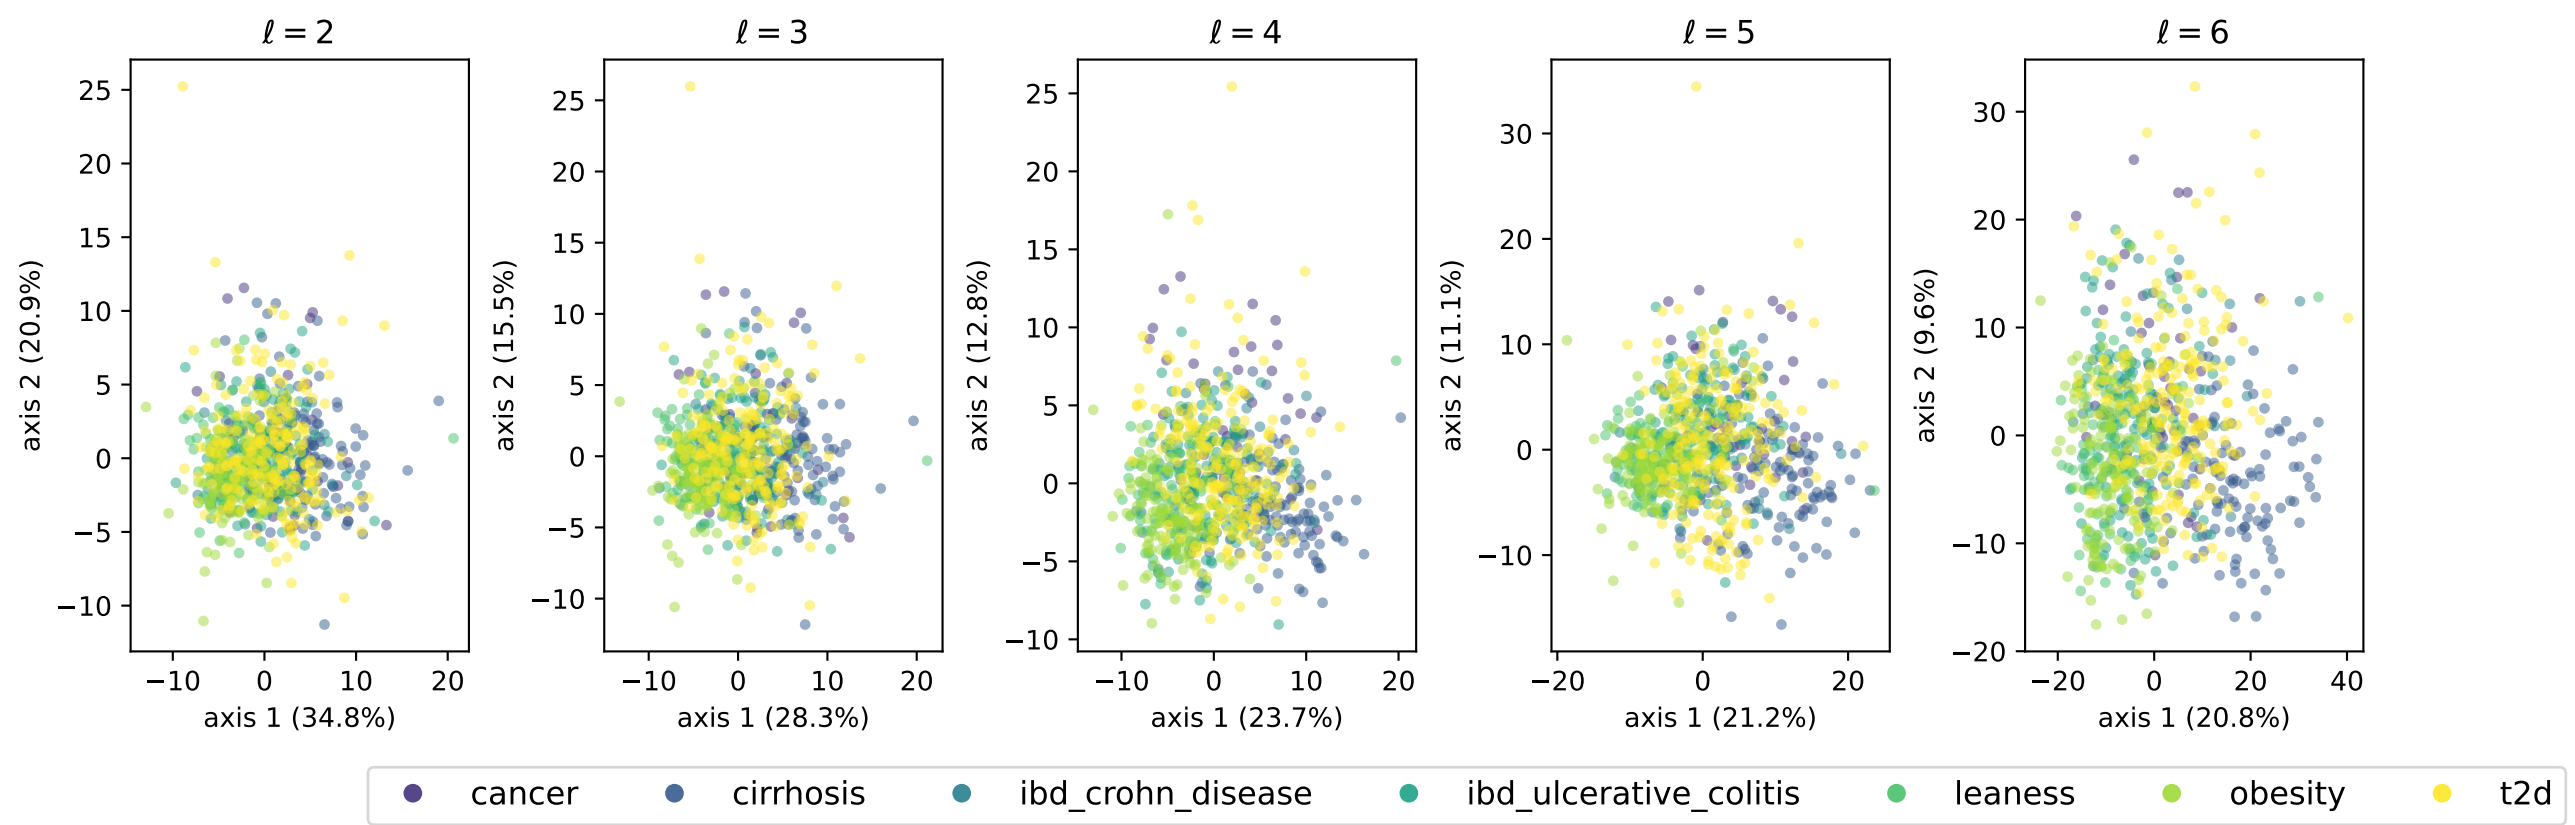 ℓ = 2
ℓ = 3
ℓ = 4
ℓ = 5
ℓ = 6
25
20
15
10
5
0
−5
−10
axis 2 (20.9%)
−10 0 10 20
axis 1 (34.8%)
25
20
15
10
5
0
−5
−10
axis 2 (15.5%)
−10 0 10 20
axis 1 (28.3%)
25
20
15
10
5
0
−5
−10
axis 2 (12.8%)
−10 0 10 20
axis 1 (23.7%)
30
20
10
0
−10
axis 2 (11.1%)
−20 0 20
axis 1 (21.2%)
30
20
10
0
−10
−20
axis 2 (9.6%)
−20 0 20 40
axis 1 (20.8%)
cancer cirrhosis ibd_crohn_disease ibd_ulcerative_colitis leaness obesity t2d